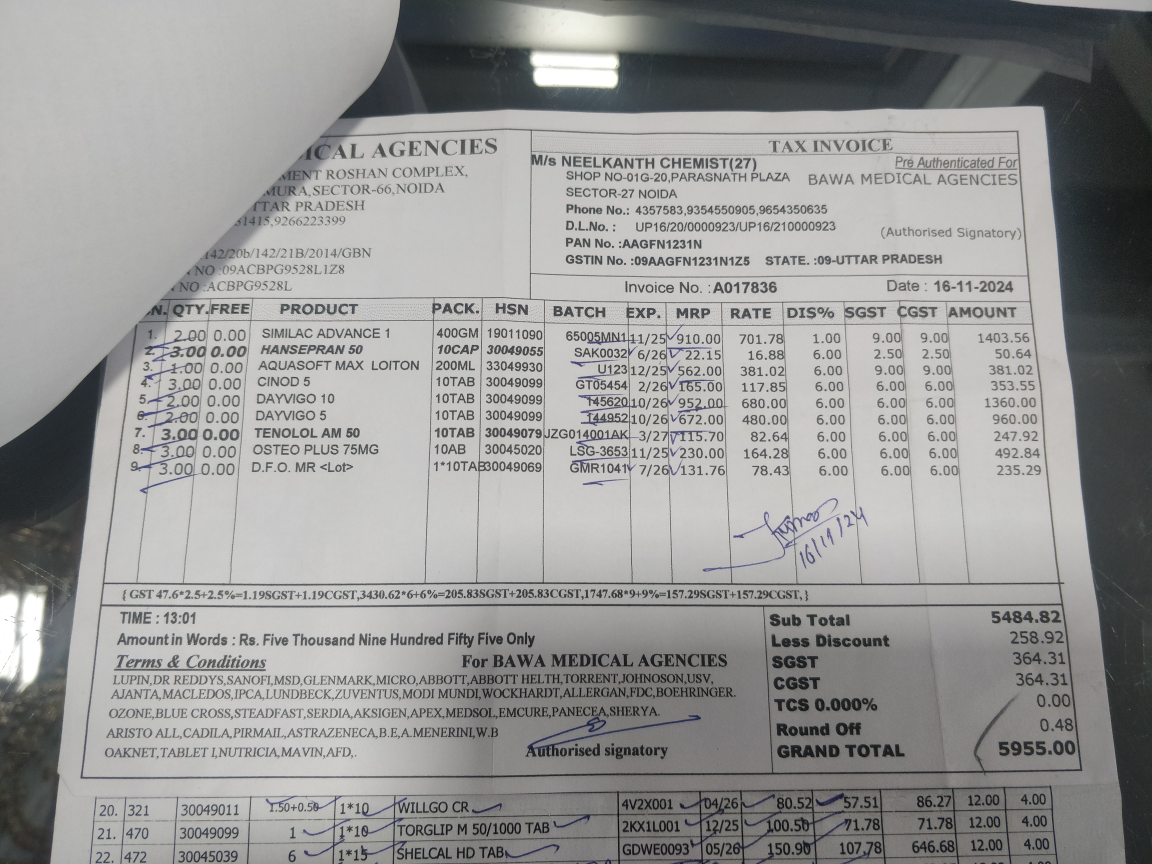 ICAL AGENCIES
MENT ROSHAN COMPLEX,
MURA,SECTOR-66,NOIDA
TTAR PRADESH
31415,9266223399
142/20b/142/21B/2014/GBN
NO :09ACBPG9528L1Z8
NO :ACBPG9528L
TAX INVOICE
M/s NEELKANTH CHEMIST(27)
SHOP NO-01G-20,PARASNATH PLAZA
SECTOR-27 NOIDA
Phone No.: 4357583,9354550905,9654350635
D.L.No.: UP16/20/0000923/UP16/210000923
PAN No.:AAGFN1231N
GSTIN No.:09AAGFN1231N1Z5 STATE.:09-UTTAR PRADESH
Pre Authenticated For
BAWA MEDICAL AGENCIES
(Authorised Signatory)
Invoice No.:A017836 Date : 16-11-2024
N. QTY. FREE PRODUCT PACK. HSN BATCH EXP. MRP RATE DIS% SGST CGST AMOUNT
1. 2.00 0.00 SIMILAC ADVANCE 1 400GM 19011090 65005MN1 11/25 910.00 701.78 1.00 9.00 9.00 1403.56
2. 3.00 0.00 HANSEPRAN 50 10CAP 30049055 SAK0032 6/26 22.15 16.88 6.00 2.50 2.50 50.64
3. 1.00 0.00 AQUASOFT MAX LOITON 200ML 33049930 U123 12/25 562.00 381.02 6.00 9.00 9.00 381.02
4. 3.00 0.00 CINOD 5 10TAB 30049099 GT05454 2/26 165.00 117.85 6.00 6.00 6.00 353.55
5. 2.00 0.00 DAYVIGO 10 10TAB 30049099 T45620 10/26 952.00 680.00 6.00 6.00 6.00 1360.00
6. 2.00 0.00 DAYVIGO 5 10TAB 30049099 T44952 10/26 672.00 480.00 6.00 6.00 6.00 960.00
7. 3.00 0.00 TENOLOL AM 50 10TAB 30049079 JZG014001AK 3/27 115.70 82.64 6.00 6.00 6.00 247.92
8. 3.00 0.00 OSTEO PLUS 75MG 10AB 30045020 LSG-3653 11/25 230.00 164.28 6.00 6.00 6.00 492.84
9. 3.00 0.00 D.F.O. MR <Lot> 1*10TAB 30049069 GMR1041 7/26 131.76 78.43 6.00 6.00 6.00 235.29
16/11/24
{ GST 47.6*2.5+2.5%=1.19SGST+1.19CGST,3430.62*6+6%=205.83SGST+205.83CGST,1747.68*9+9%=157.29SGST+157.29CGST, }
TIME : 13:01
Amount in Words : Rs. Five Thousand Nine Hundred Fifty Five Only
Terms & Conditions For BAWA MEDICAL AGENCIES
LUPIN,DR REDDYS,SANOFI,MSD,GLENMARK,MICRO,ABBOTT,ABBOTT HELTH,TORRENT,JOHNSON,USV,
AJANTA,MACLEDOS,IPCA,LUNDBECK,ZUVENTUS,MODI MUNDI,WOCKHARDT,ALLERGAN,FDC,BOEHRINGER.
OZONE,BLUE CROSS,STEADFAST,SERDIA,AKSIGEN,APEX,MEDSOL,EMCURE,PANECEA,SHERYA.
ARISTO ALL,CADILA,PIRMAIL,ASTRAZENECA,B.E,A.MENERINI,W.B
OAKNET,TABLET I,NUTRICIA,MAVIN,AFD,.
Authorised signatory
Sub Total 5484.82
Less Discount 258.92
SGST 364.31
CGST 364.31
TCS 0.000% 0.00
Round Off 0.48
GRAND TOTAL 5955.00
20. 321 30049011 1.50+0.50 1*10 WILLGO CR 4V2X001 04/26 80.52 57.51 86.27 12.00 4.00
21. 470 30049099 1 1*10 TORGLIP M 50/1000 TAB 2KX1L001 12/25 100.50 71.78 71.78 12.00 4.00
22. 472 30045039 6 1*15 SHELCAL HD TAB GDWE0093 05/26 150.90 107.78 646.68 12.00 4.00